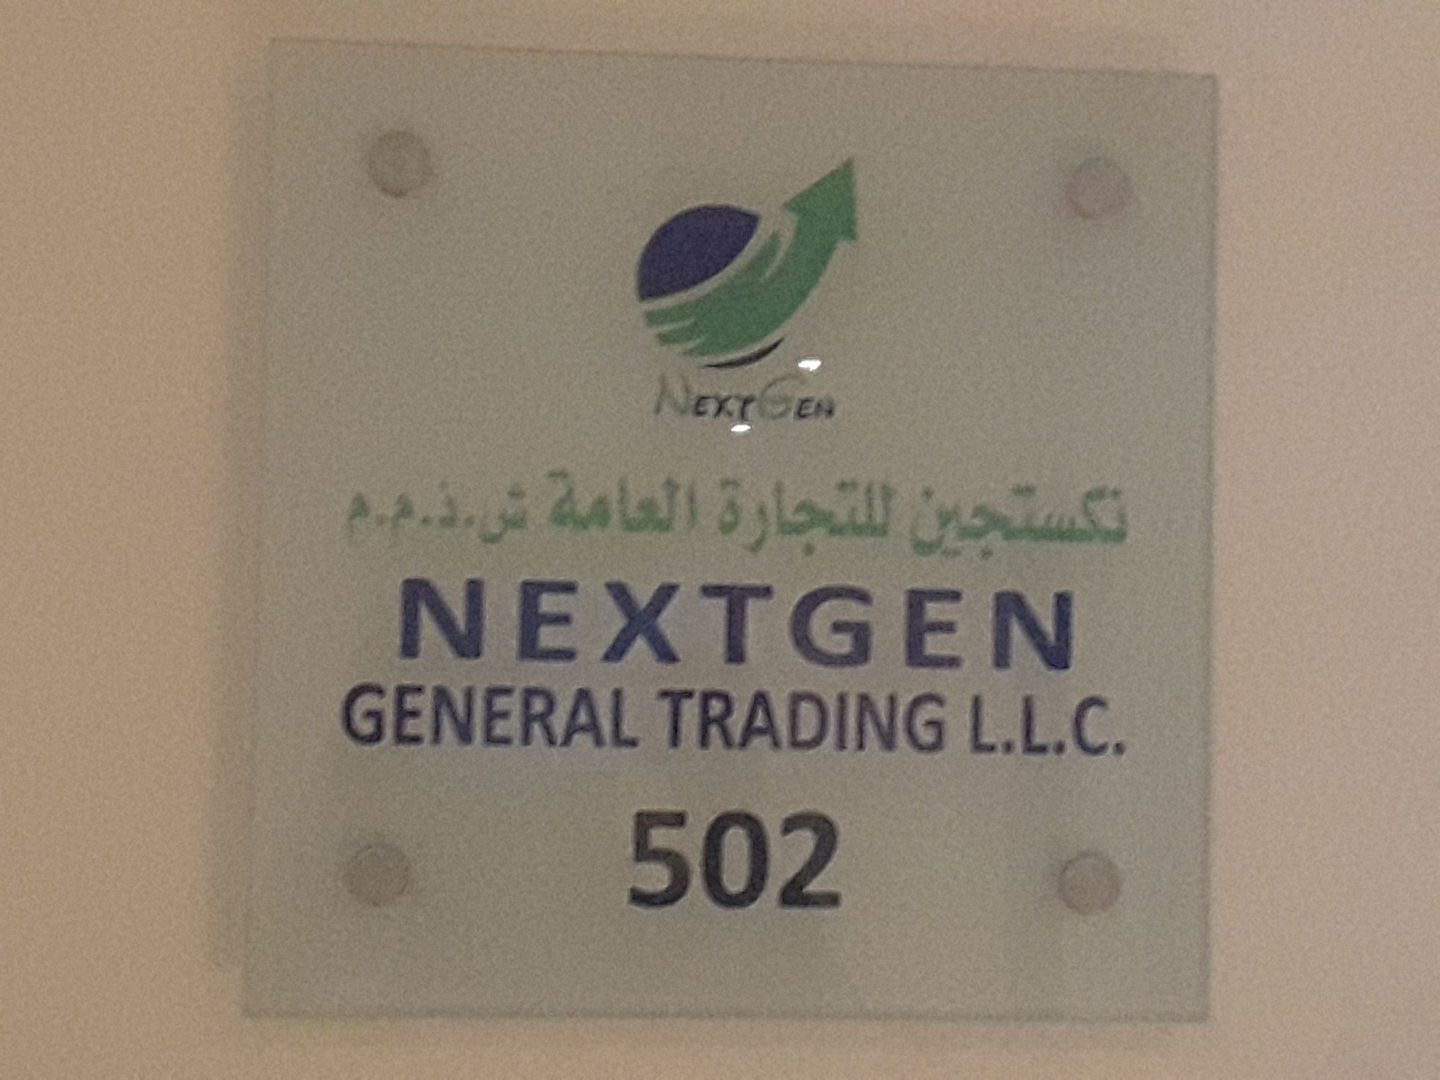 NEXTGEN
نكستجين للتجارة العامة ش.ذ.م.م
NEXTGEN
GENERAL TRADING L.L.C.
502